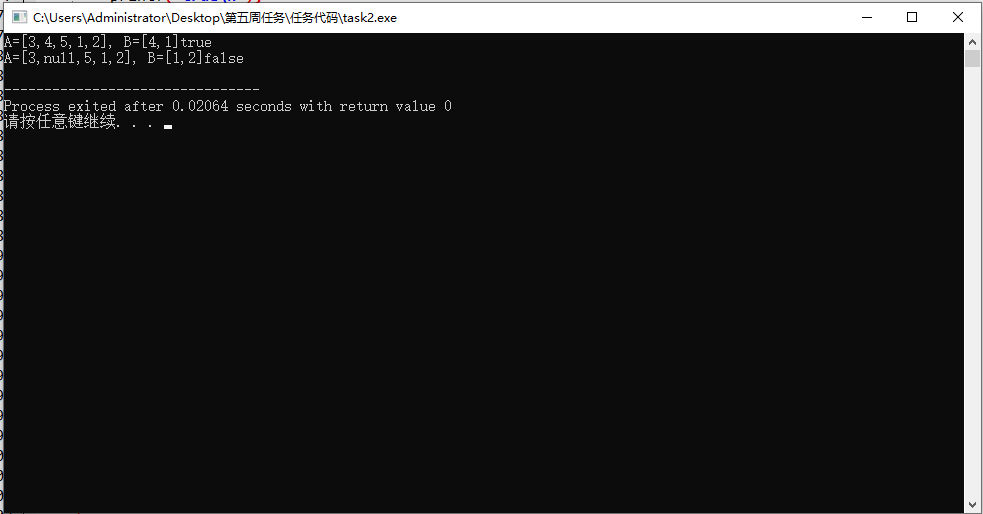 C:\Users\Administrator\Desktop\第五周任务\任务代码\task2.exe
A=[3,4,5,1,2], B=[4,1]true
A=[3,null,5,1,2], B=[1,2]false
--------------------------------
Process exited after 0.02064 seconds with return value 0
请按任意键继续. . .